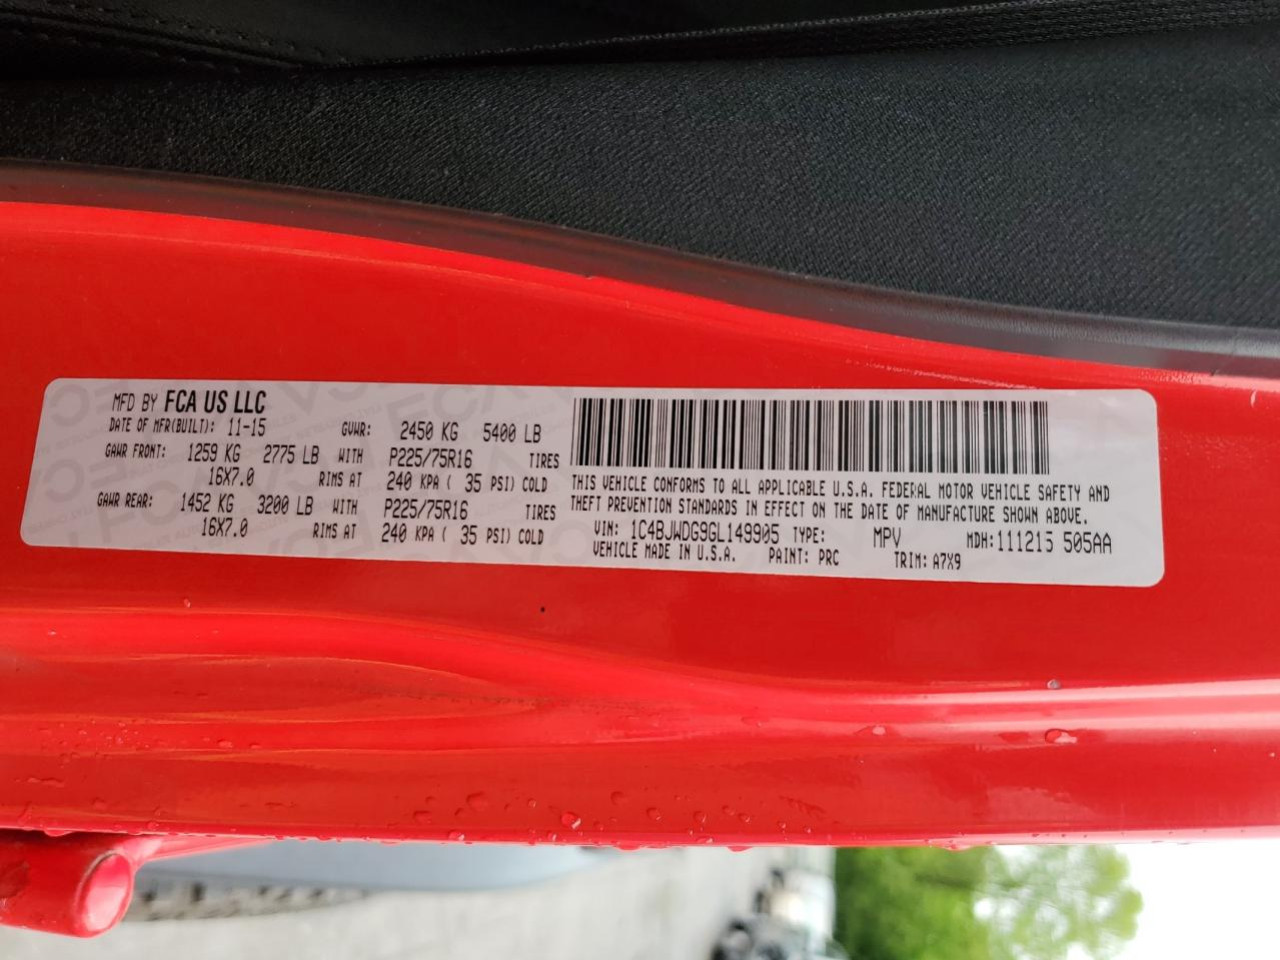 MFD BY FCA US LLC
DATE OF MFR(BUILT): 11-15 GVWR: 2450 KG 5400 LB
GAWR FRONT: 1259 KG 2775 LB WITH P225/75R16 TIRES
16X7.0 RIMS AT 240 KPA ( 35 PSI) COLD
GAWR REAR: 1452 KG 3200 LB WITH P225/75R16 TIRES
16X7.0 RIMS AT 240 KPA ( 35 PSI) COLD
THIS VEHICLE CONFORMS TO ALL APPLICABLE U.S.A. FEDERAL MOTOR VEHICLE SAFETY AND
THEFT PREVENTION STANDARDS IN EFFECT ON THE DATE OF MANUFACTURE SHOWN ABOVE.
VIN: 1C4BJWDG9GL149905 TYPE: MPV MDH:111215 505AA
VEHICLE MADE IN U.S.A. PAINT: PRC TRIM: A7X9